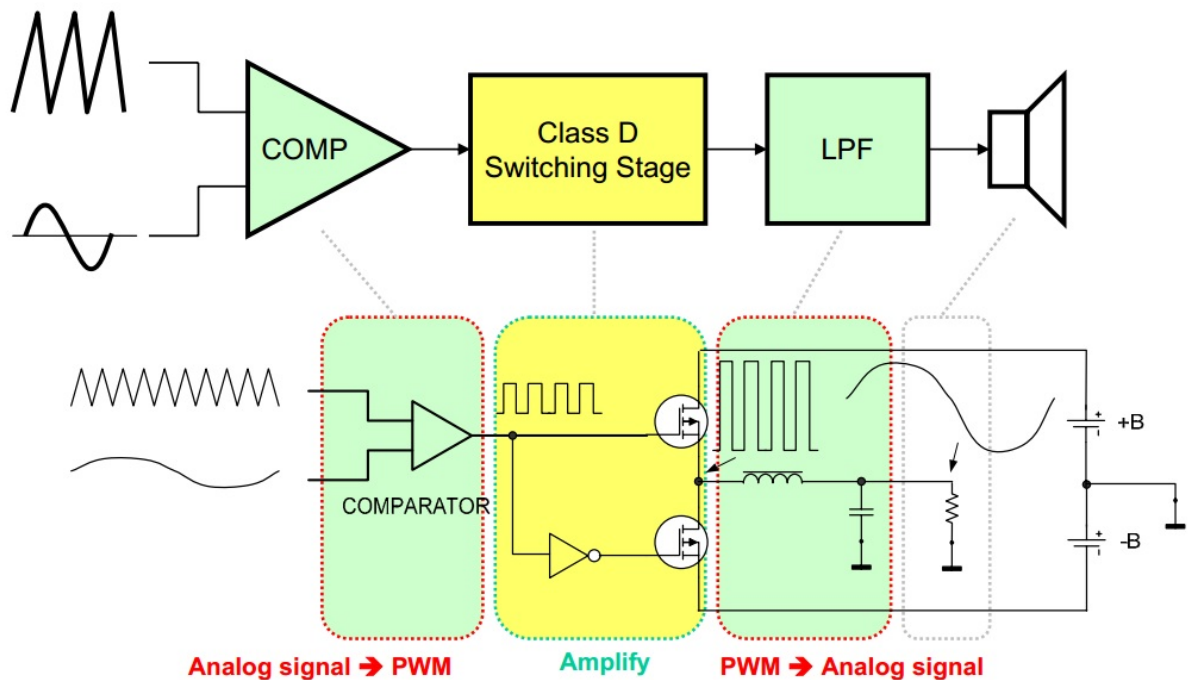 COMP
Class D
Switching Stage
LPF
COMPARATOR
+
-
+B
+
-
-B
Analog signal ➔ PWM
Amplify
PWM ➔ Analog signal